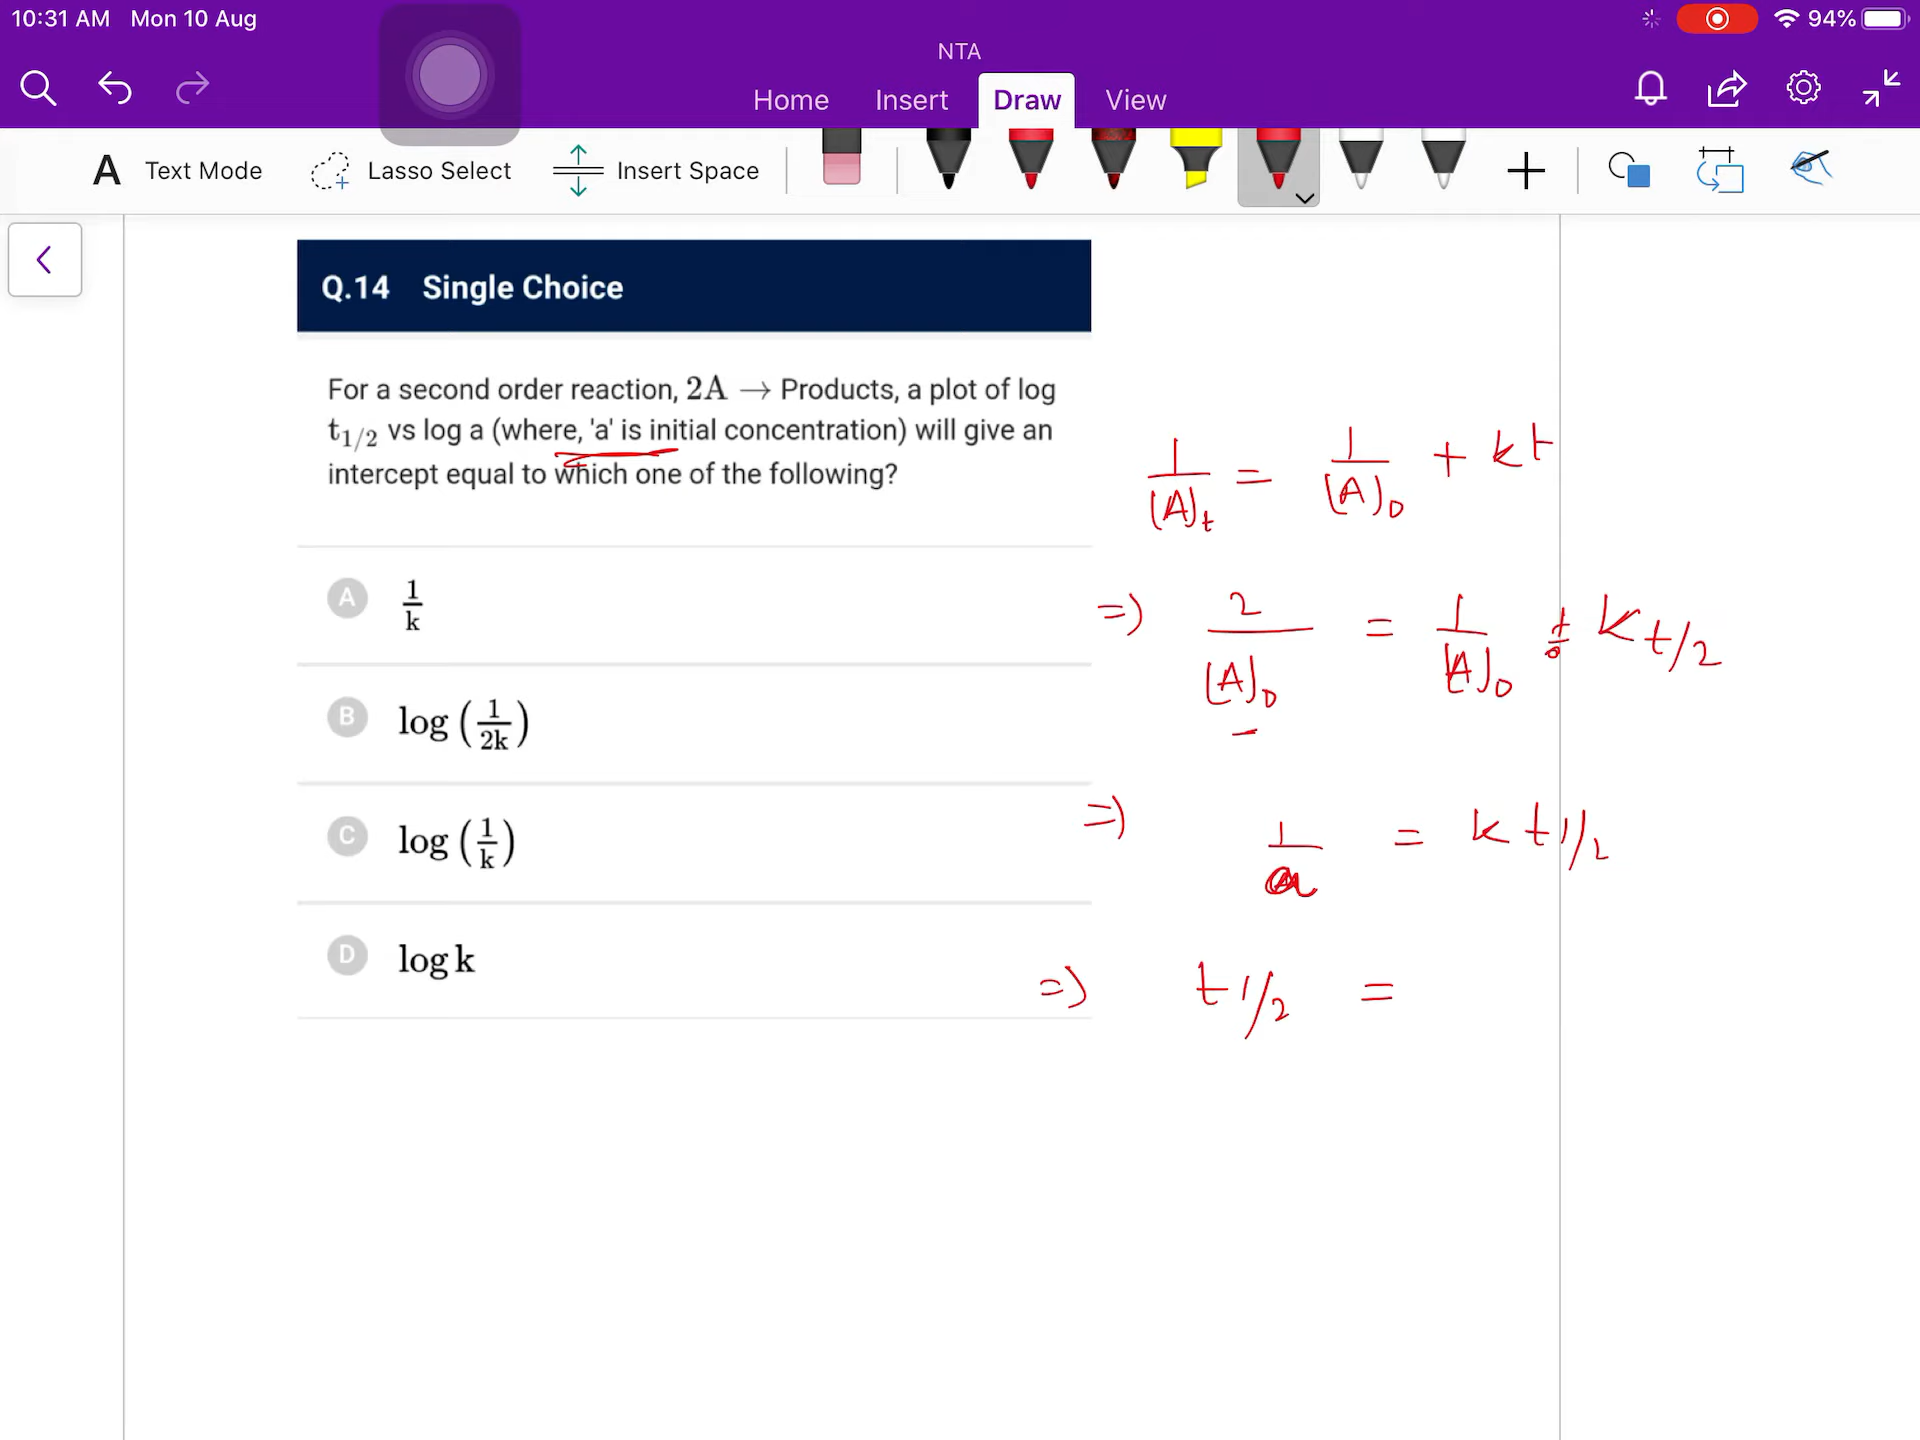 10:31 AM Mon 10 Aug
94%
NTA
Home Insert Draw View
A Text Mode Lasso Select Insert Space
Q.14 Single Choice
For a second order reaction, 2A → Products, a plot of log
t1/2 vs log a (where, 'a' is initial concentration) will give an
intercept equal to which one of the following?
A 1/k
B log (1/2k)
C log (1/k)
D log k
1/[A]t = 1/[A]0 + kt
=) 2/[A]0 = 1/[A]0 + k t/2
=) 1/a = k t1/2
=) t1/2 =